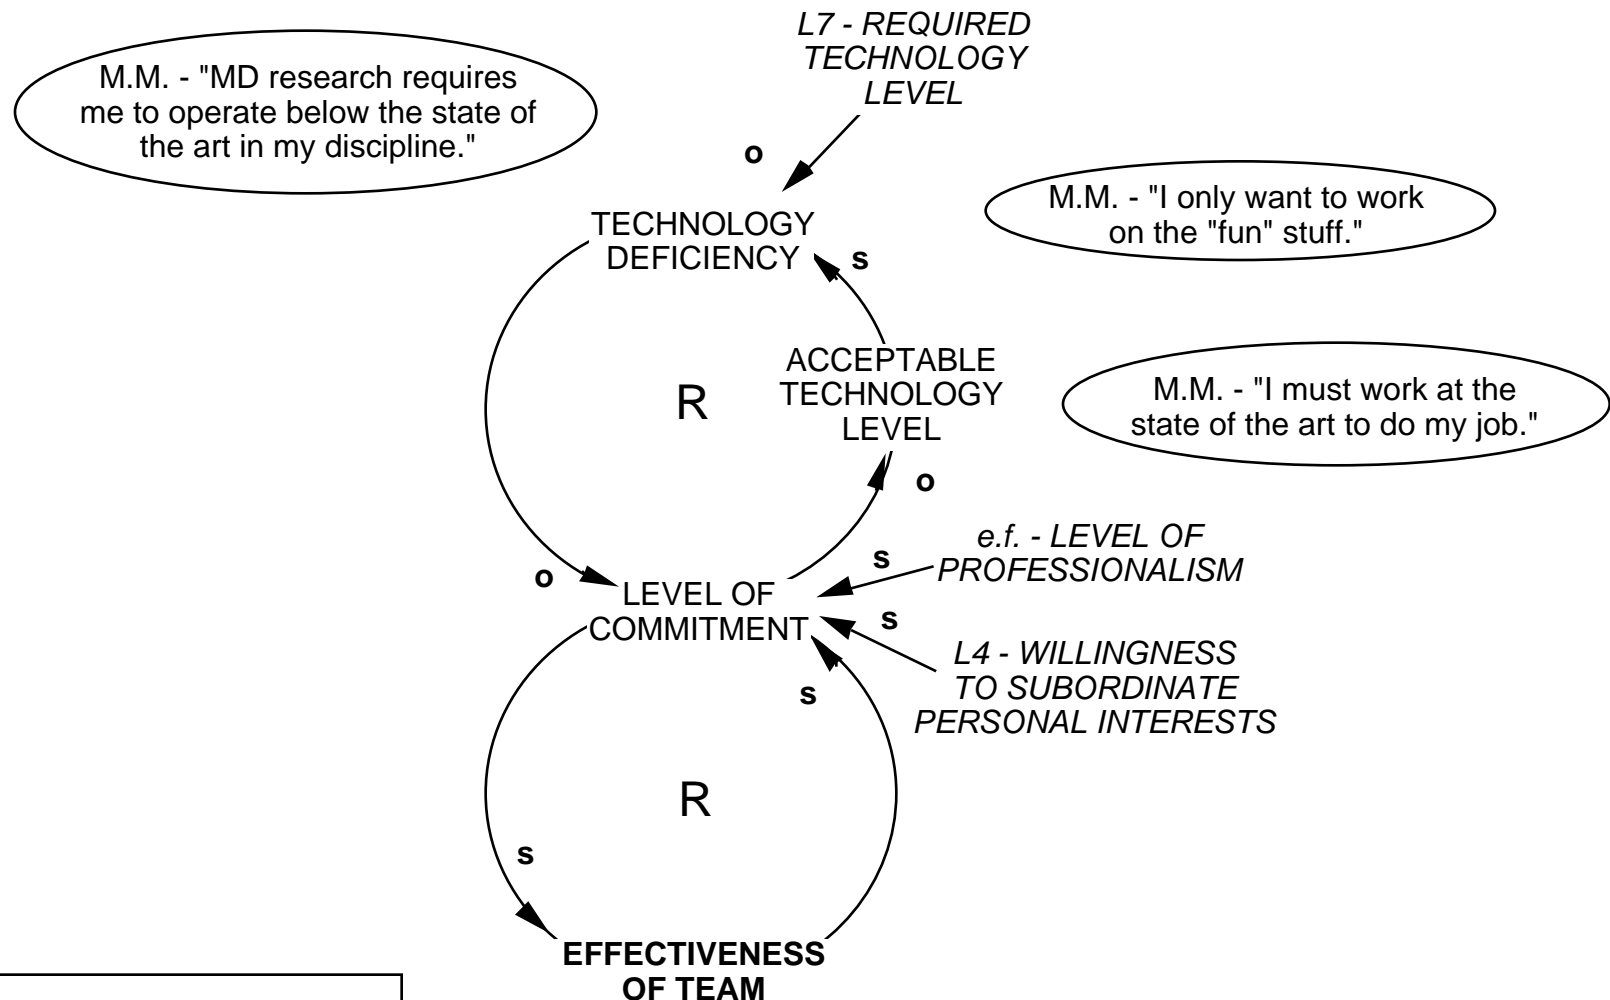 L7 - REQUIRED
TECHNOLOGY
LEVEL
M.M. - "MD research requires
me to operate below the state of
the art in my discipline."
o
M.M. - "I only want to work
on the "fun" stuff."
TECHNOLOGY
DEFICIENCY
s
ACCEPTABLE
TECHNOLOGY
LEVEL
R
M.M. - "I must work at the
state of the art to do my job."
o
e.f. - LEVEL OF
PROFESSIONALISM
s
o
LEVEL OF
COMMITMENT
s
L4 - WILLINGNESS
TO SUBORDINATE
PERSONAL INTERESTS
s
R
s
EFFECTIVENESS
OF TEAM